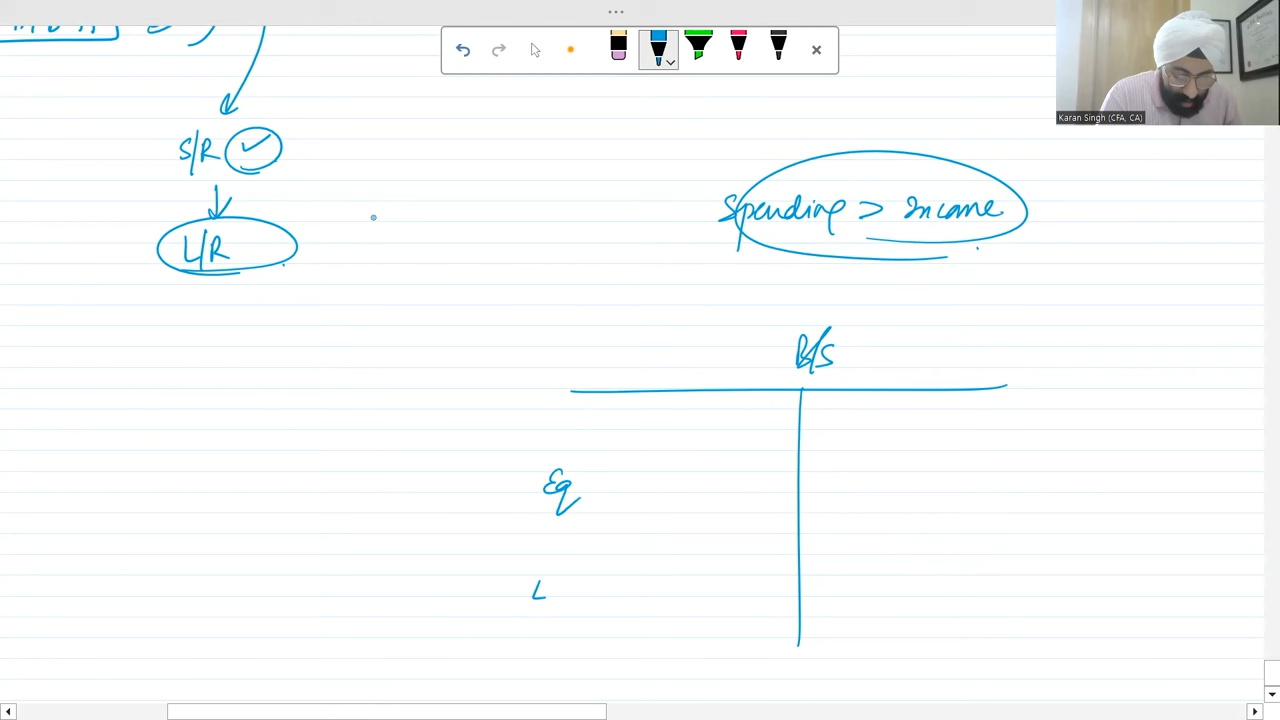 Karan Singh (CFA, CA)
S/R
L/R
Spending > Income
B/S
Eq
L